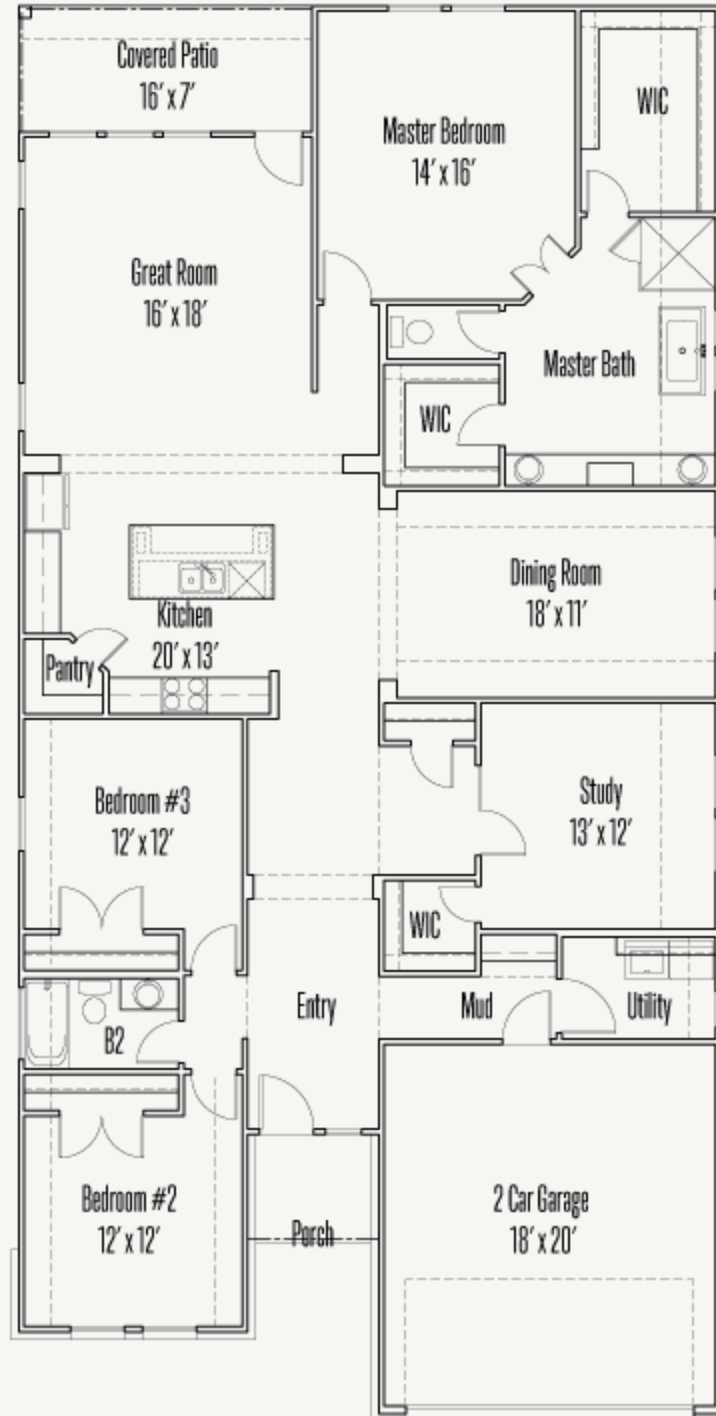 Covered Patio
16' x 7'
Master Bedroom
14' x 16'
WIC
Great Room
16' x 18'
Master Bath
WIC
Dining Room
18' x 11'
Kitchen
20' x 13'
Pantry
Bedroom #3
12' x 12'
Study
13' x 12'
WIC
Entry
Mud
Utility
B2
Bedroom #2
12' x 12'
Porch
2 Car Garage
18' x 20'